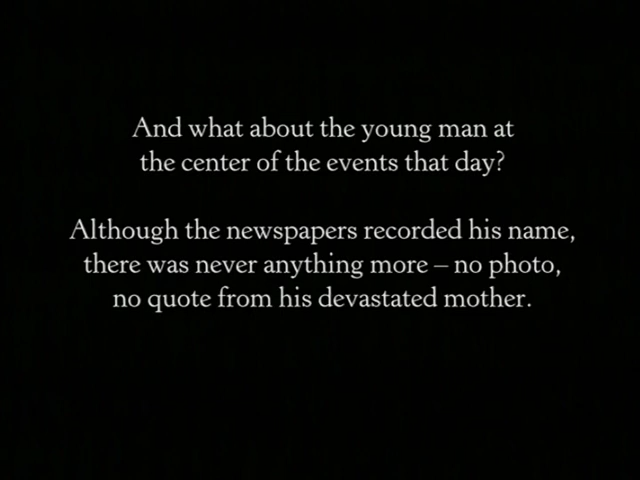 And what about the young man at
the center of the events that day?
Although the newspapers recorded his name,
there was never anything more – no photo,
no quote from his devastated mother.